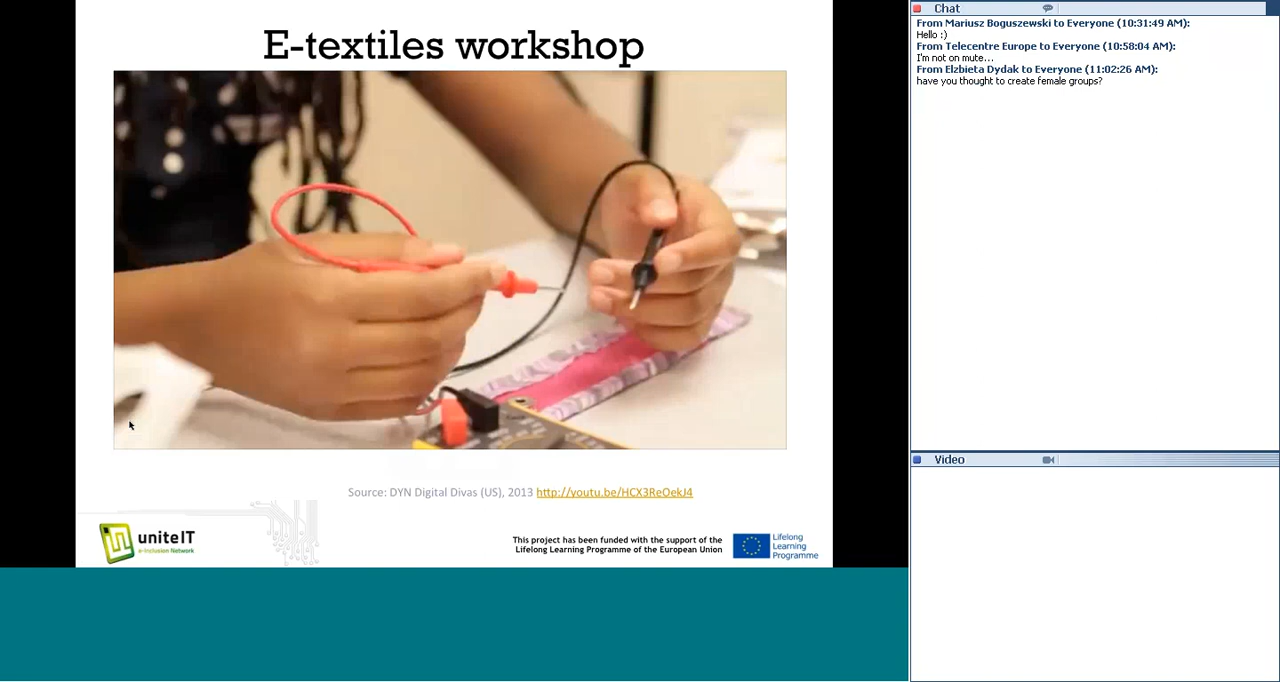 E-textiles workshop
Source: DYN Digital Divas (US), 2013 http://youtu.be/HCX3ReOekJ4
uniteIT
e-Inclusion Network
This project has been funded with the support of the
Lifelong Learning Programme of the European Union
Lifelong
Learning
Programme
Chat
From Mariusz Boguszewski to Everyone (10:31:49 AM):
Hello :)
From Telecentre Europe to Everyone (10:58:04 AM):
I'm not on mute...
From Elzbieta Dydak to Everyone (11:02:26 AM):
have you thought to create female groups?
Video